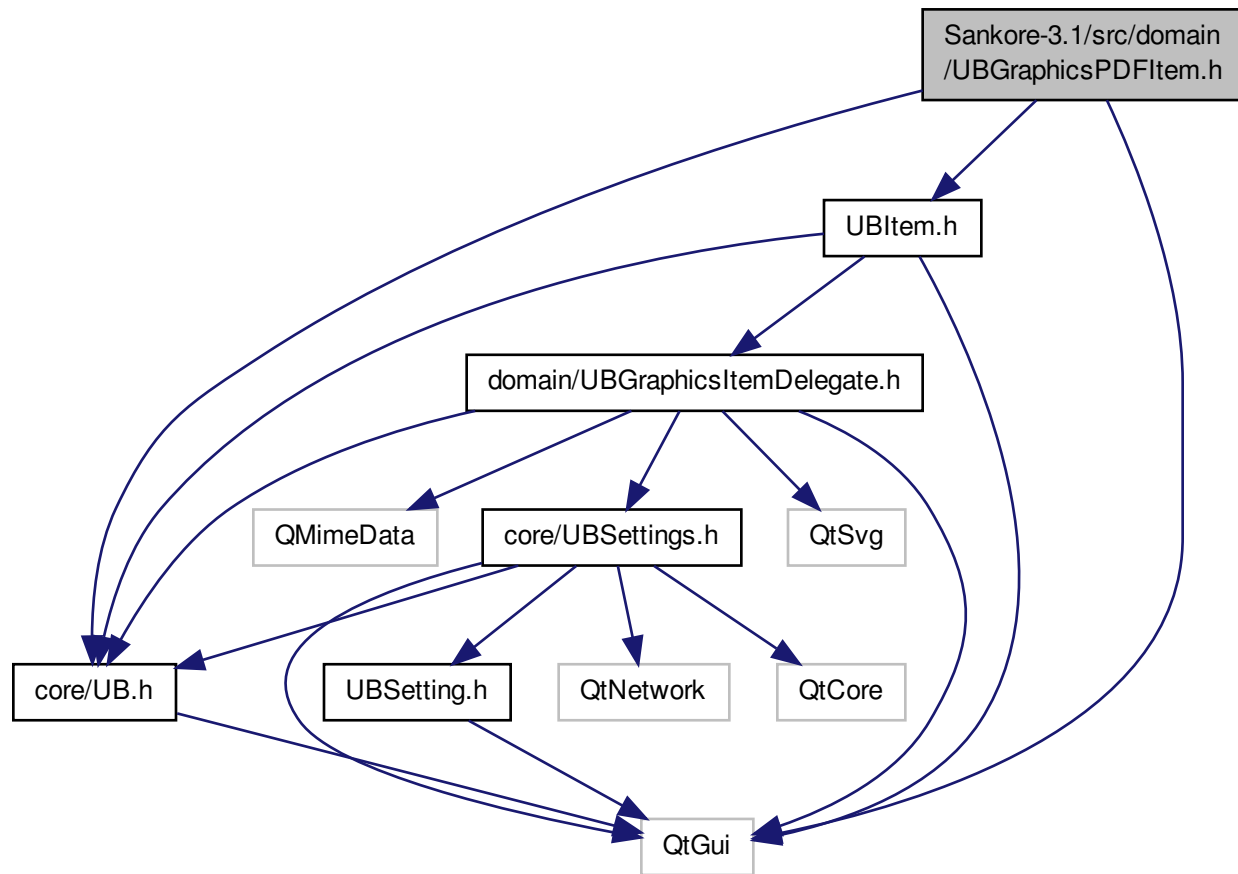 Sankore-3.1/src/domain
/UBGraphicsPDFItem.h
UBItem.h
domain/UBGraphicsItemDelegate.h
QMimeData
core/UBSettings.h
QtSvg
core/UB.h
UBSetting.h
QtNetwork
QtCore
QtGui